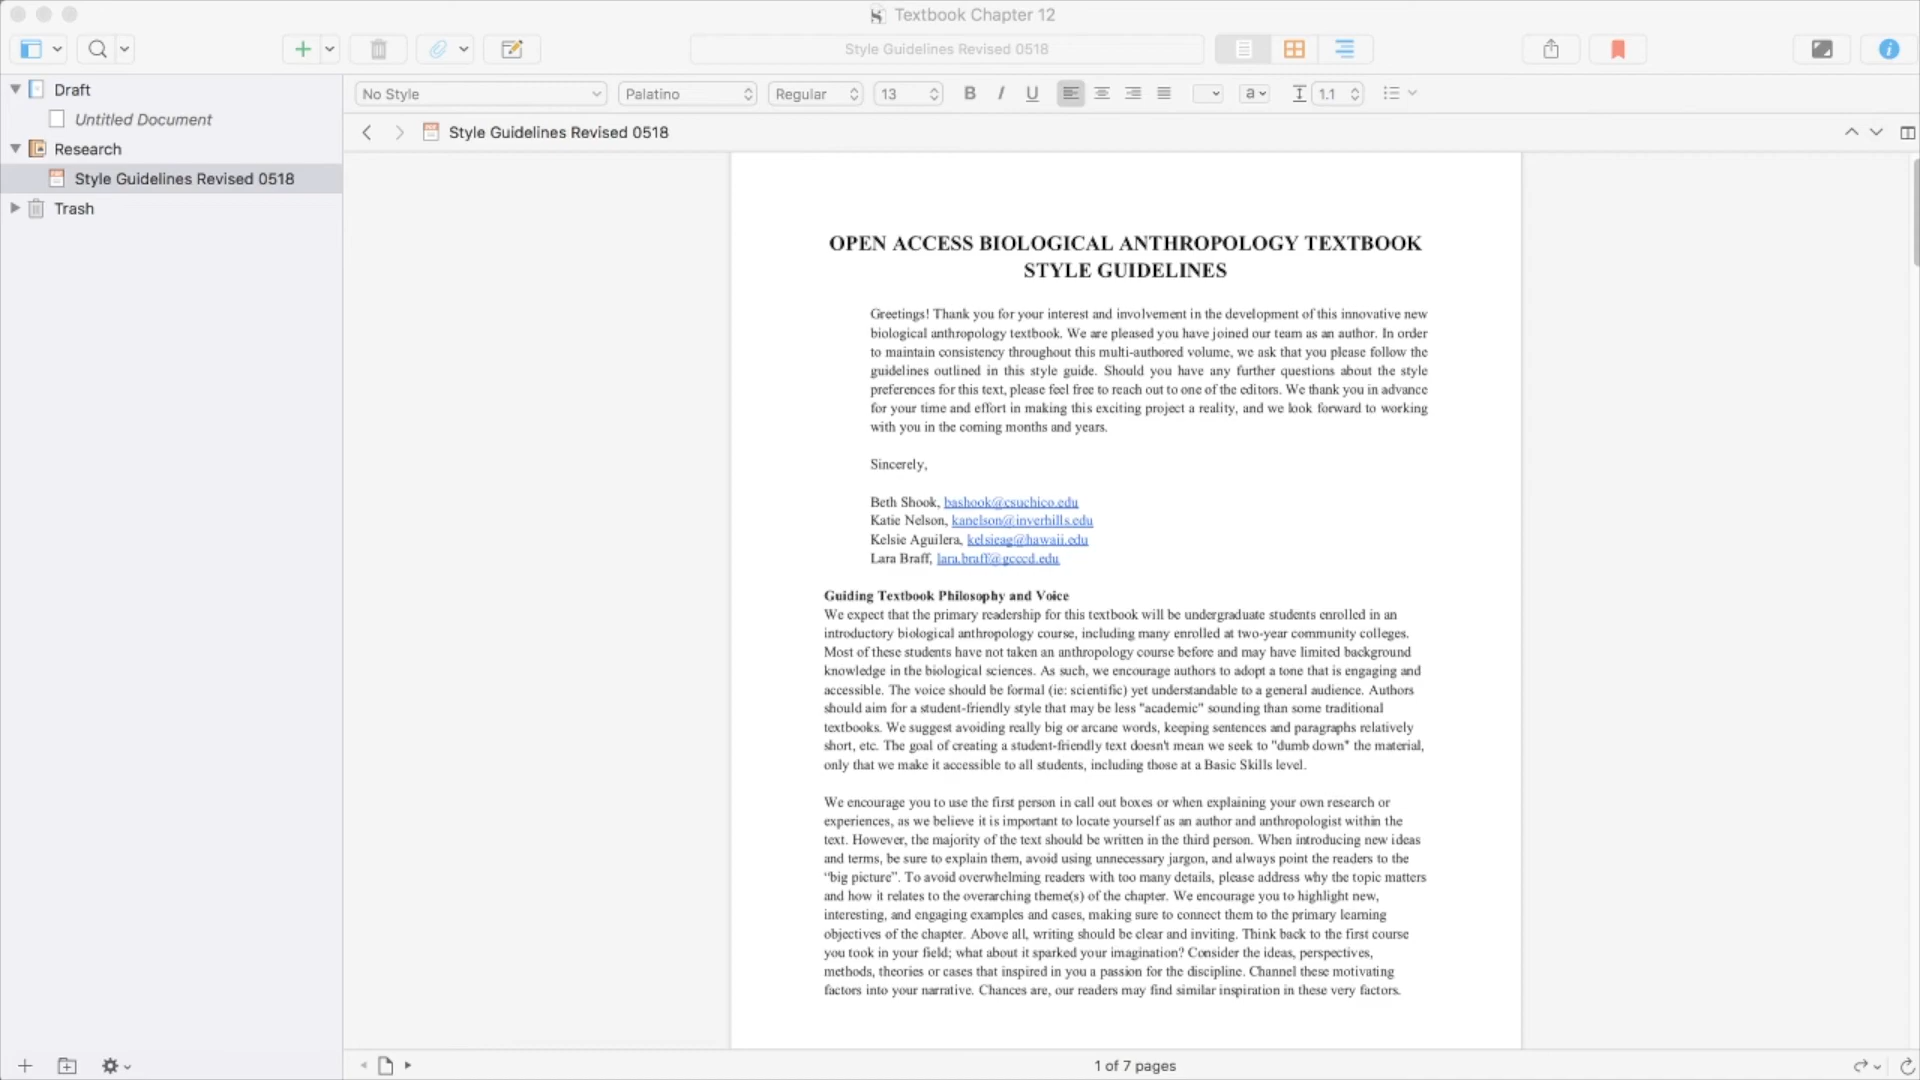 Textbook Chapter 12
Style Guidelines Revised 0518
Draft
Untitled Document
Research
Style Guidelines Revised 0518
Trash
No Style
Palatino
Regular
13
B I U
a
1.1
Style Guidelines Revised 0518
OPEN ACCESS BIOLOGICAL ANTHROPOLOGY TEXTBOOK
STYLE GUIDELINES
Greetings! Thank you for your interest and involvement in the development of this innovative new
biological anthropology textbook. We are pleased you have joined our team as an author. In order
to maintain consistency throughout this multi-authored volume, we ask that you please follow the
guidelines outlined in this style guide. Should you have any further questions about the style
preferences for this text, please feel free to reach out to one of the editors. We thank you in advance
for your time and effort in making this exciting project a reality, and we look forward to working
with you in the coming months and years.
Sincerely,
Beth Shook, bashook@csuchico.edu
Katie Nelson, kanelson@inverhills.edu
Kelsie Aguilera, kelsieag@hawaii.edu
Lara Braff, lara.braff@gcccd.edu
Guiding Textbook Philosophy and Voice
We expect that the primary readership for this textbook will be undergraduate students enrolled in an
introductory biological anthropology course, including many enrolled at two-year community colleges.
Most of these students have not taken an anthropology course before and may have limited background
knowledge in the biological sciences. As such, we encourage authors to adopt a tone that is engaging and
accessible. The voice should be formal (ie: scientific) yet understandable to a general audience. Authors
should aim for a student-friendly style that may be less "academic" sounding than some traditional
textbooks. We suggest avoiding really big or arcane words, keeping sentences and paragraphs relatively
short, etc. The goal of creating a student-friendly text doesn't mean we seek to "dumb down" the material,
only that we make it accessible to all students, including those at a Basic Skills level.
We encourage you to use the first person in call out boxes or when explaining your own research or
experiences, as we believe it is important to locate yourself as an author and anthropologist within the
text. However, the majority of the text should be written in the third person. When introducing new ideas
and terms, be sure to explain them, avoid using unnecessary jargon, and always point the readers to the
“big picture”. To avoid overwhelming readers with too many details, please address why the topic matters
and how it relates to the overarching theme(s) of the chapter. We encourage you to highlight new,
interesting, and engaging examples and cases, making sure to connect them to the primary learning
objectives of the chapter. Above all, writing should be clear and inviting. Think back to the first course
you took in your field; what about it sparked your imagination? Consider the ideas, perspectives,
methods, theories or cases that inspired in you a passion for the discipline. Channel these motivating
factors into your narrative. Chances are, our readers may find similar inspiration in these very factors.
1 of 7 pages